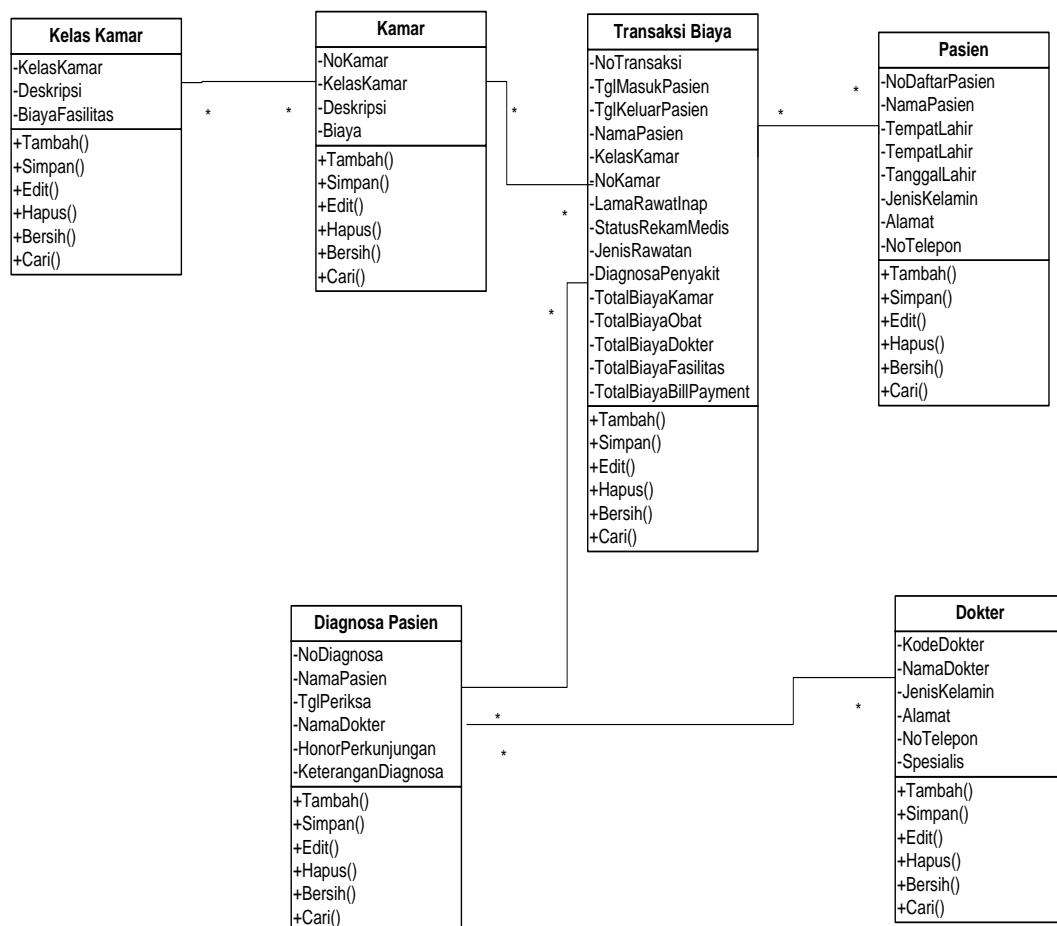 Kelas Kamar
-KelasKamar
-Deskripsi
-BiayaFasilitas
+Tambah()
+Simpan()
+Edit()
+Hapus()
+Bersih()
+Cari()
*
*
Kamar
-NoKamar
-KelasKamar
-Deskripsi
-Biaya
+Tambah()
+Simpan()
+Edit()
+Hapus()
+Bersih()
+Cari()
*
*
*
Transaksi Biaya
-NoTransaksi
-TglMasukPasien
-TglKeluarPasien
-NamaPasien
-KelasKamar
-NoKamar
-LamaRawatInap
-StatusRekamMedis
-JenisRawatan
-DiagnosaPenyakit
-TotalBiayaKamar
-TotalBiayaObat
-TotalBiayaDokter
-TotalBiayaFasilitas
-TotalBiayaBillPayment
+Tambah()
+Simpan()
+Edit()
+Hapus()
+Bersih()
+Cari()
*
*
Pasien
-NoDaftarPasien
-NamaPasien
-TempatLahir
-TempatLahir
-TanggalLahir
-JenisKelamin
-Alamat
-NoTelepon
+Tambah()
+Simpan()
+Edit()
+Hapus()
+Bersih()
+Cari()
Diagnosa Pasien
-NoDiagnosa
-NamaPasien
-TglPeriksa
-NamaDokter
-HonorPerkunjungan
-KeteranganDiagnosa
+Tambah()
+Simpan()
+Edit()
+Hapus()
+Bersih()
+Cari()
*
*
*
Dokter
-KodeDokter
-NamaDokter
-JenisKelamin
-Alamat
-NoTelepon
-Spesialis
+Tambah()
+Simpan()
+Edit()
+Hapus()
+Bersih()
+Cari()